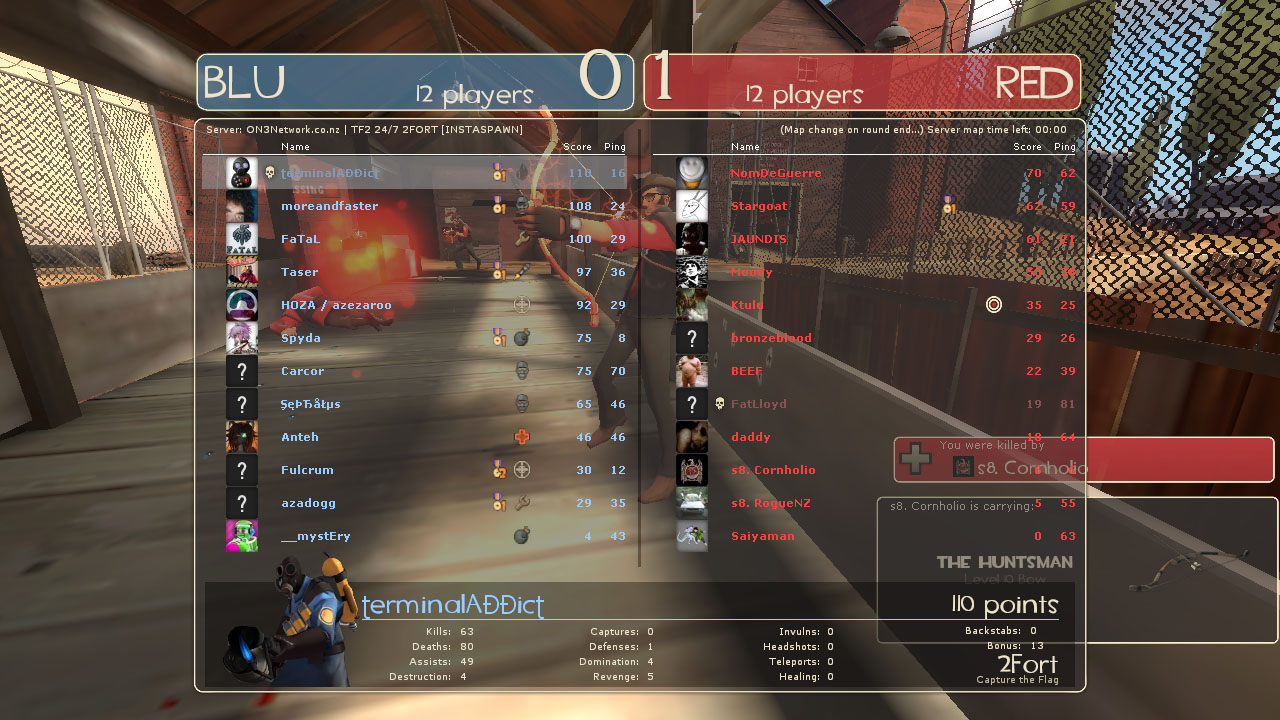 BLU 12 players 0
1 12 players RED
Server: ON3Network.co.nz | TF2 24/7 2FORT [INSTASPAWN]
(Map change on round end...) Server map time left: 00:00
Name Score Ping
ţerminalAÐÐicţ 110 16
moreandfaster 108 24
FaTaL 100 29
Taser 97 36
HOZA / azezaroo 92 29
Spyda 75 8
Carcor 75 70
ŞęÞЂåŁµs 65 46
Anteh 46 46
Fulcrum 30 12
azadogg 29 35
__mystEry 4 43
Name Score Ping
NomDeGuerre 70 62
Stargoat 62 59
JAUNDIS 61
Ktulu 35 25
bronzeblood 29 26
BEEF 22 39
FatLloyd 19 81
daddy 18 64
s8. Cornholio
s8. RogueNZ 5 55
Saiyaman 0 63
You were killed by
s8. Cornholio
s8. Cornholio is carrying:
THE HUNTSMAN
Level 10 Bow
ţerminalAÐÐicţ 110 points
Kills: 63
Deaths: 80
Assists: 49
Destruction: 4
Captures: 0
Defenses: 1
Domination: 4
Revenge: 5
Invulns: 0
Headshots: 0
Teleports: 0
Healing: 0
Backstabs: 0
Bonus: 13
2Fort
Capture the Flag